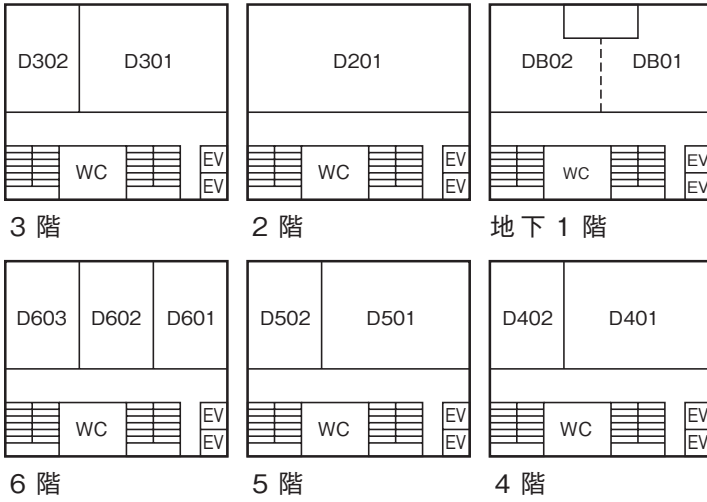 D302 D301
WC
EV
EV
3 階
D201
WC
EV
EV
2 階
DB02 DB01
WC
EV
EV
地下 1 階
D603 D602 D601
WC
EV
EV
6 階
D502 D501
WC
EV
EV
5 階
D402 D401
WC
EV
EV
4 階